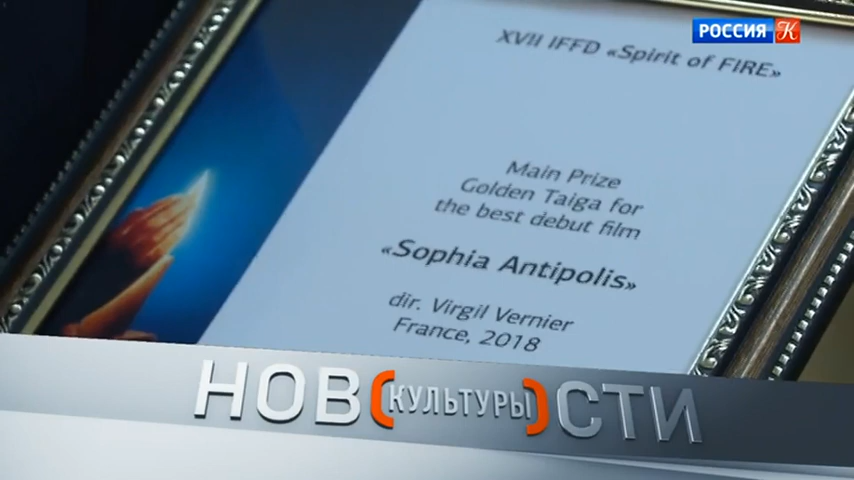 РОССИЯ К
XVII IFFD «Spirit of FIRE»
Main Prize
Golden Taiga for
the best debut film
«Sophia Antipolis»
dir. Virgil Vernier
France, 2018
НОВ(КУЛЬТУРЫ)ОСТИ